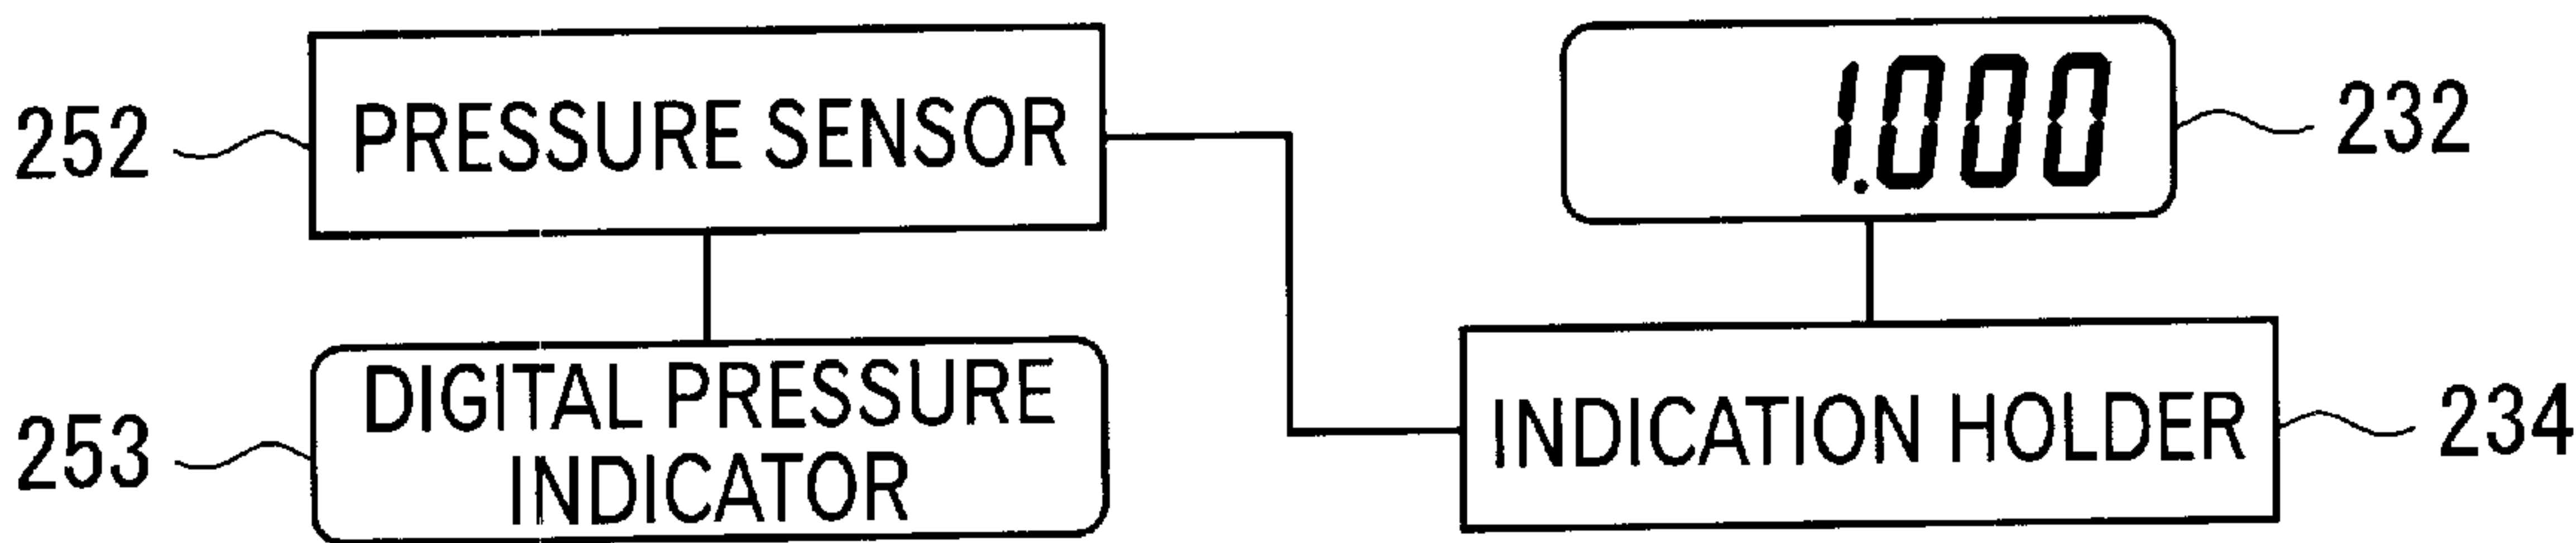 252 PRESSURE SENSOR
1.000 232
253 DIGITAL PRESSURE
INDICATOR
INDICATION HOLDER 234